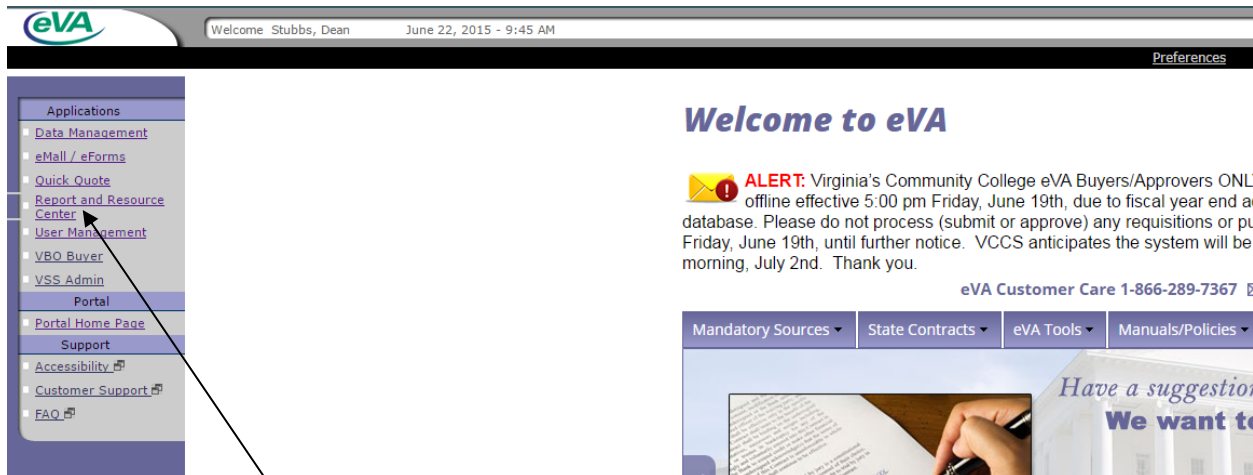 eVA
Welcome Stubbs, Dean June 22, 2015 - 9:45 AM
Preferences
Applications
Data Management
eMall / eForms
Quick Quote
Report and Resource
Center
User Management
VBO Buyer
VSS Admin
Portal
Portal Home Page
Support
Accessibility
Customer Support
FAQ
Welcome to eVA
ALERT: Virginia's Community College eVA Buyers/Approvers ONL
offline effective 5:00 pm Friday, June 19th, due to fiscal year end a
database. Please do not process (submit or approve) any requisitions or pu
Friday, June 19th, until further notice. VCCS anticipates the system will be
morning, July 2nd. Thank you.
eVA Customer Care 1-866-289-7367
Mandatory Sources State Contracts eVA Tools Manuals/Policies
Have a suggestion
We want to